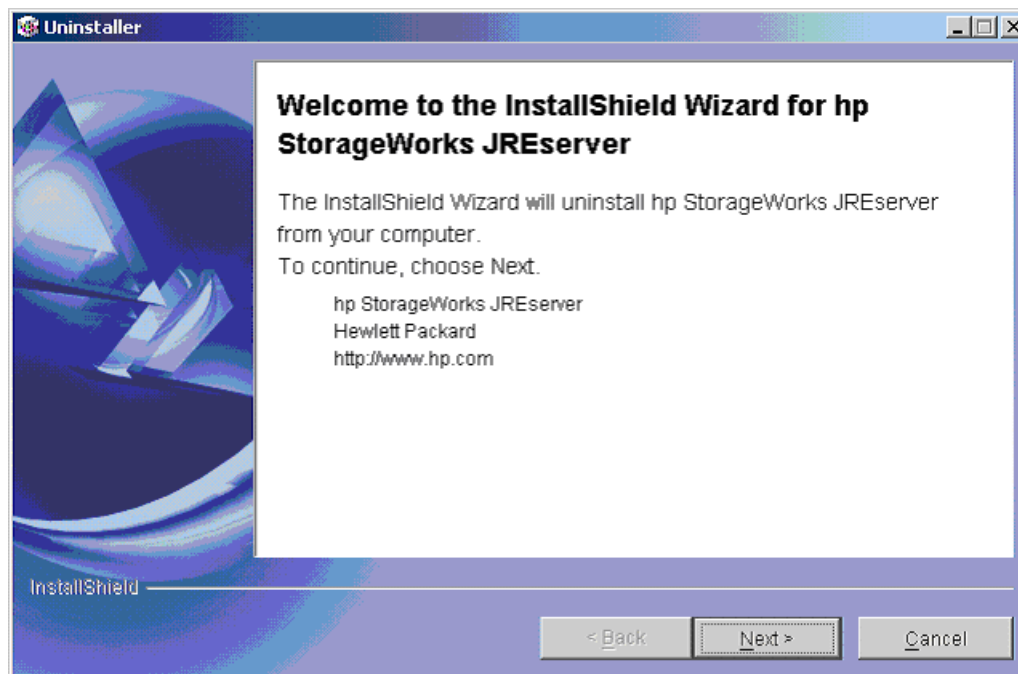 Uninstaller
Welcome to the InstallShield Wizard for hp
StorageWorks JREserver
The InstallShield Wizard will uninstall hp StorageWorks JREserver
from your computer.
To continue, choose Next.
hp StorageWorks JREserver
Hewlett Packard
http://www.hp.com
InstallShield
< Back
Next >
Cancel